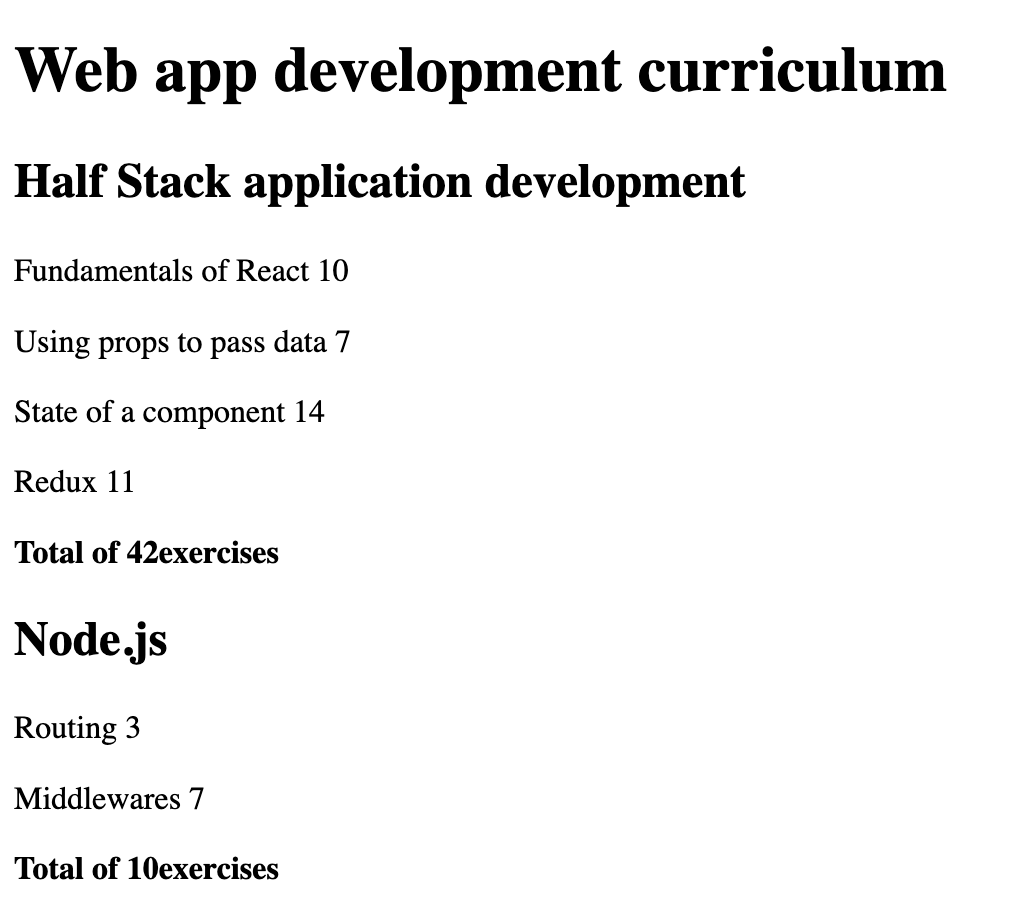 Web app development curriculum
Half Stack application development
Fundamentals of React 10
Using props to pass data 7
State of a component 14
Redux 11
Total of 42exercises
Node.js
Routing 3
Middlewares 7
Total of 10exercises